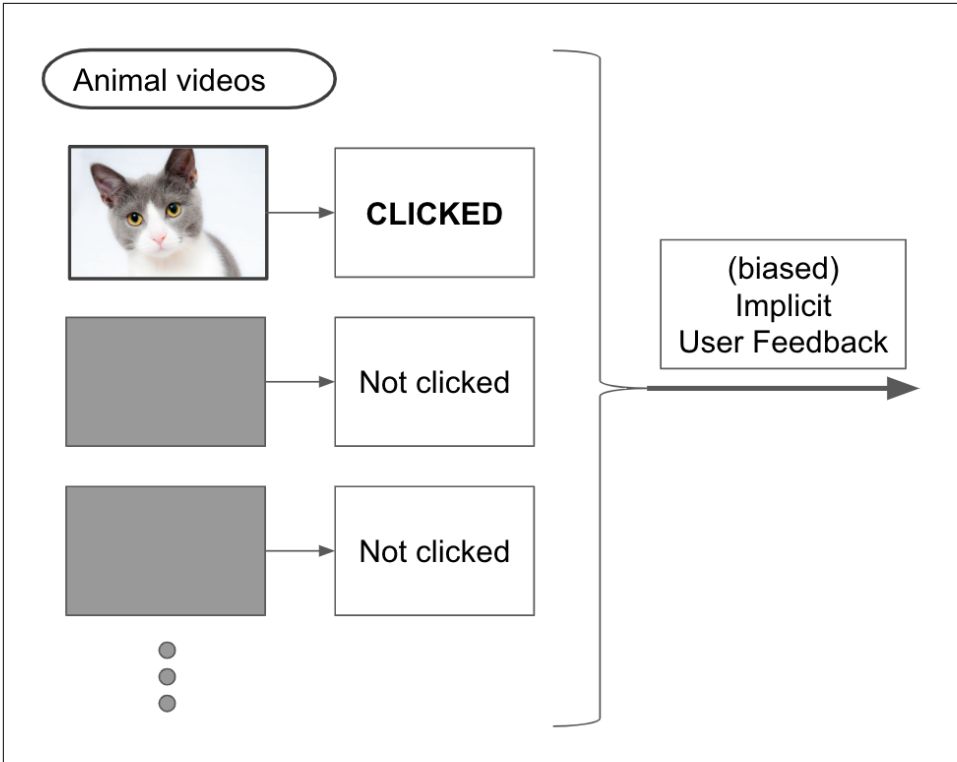 Animal videos
CLICKED
Not clicked
Not clicked
(biased)
Implicit
User Feedback